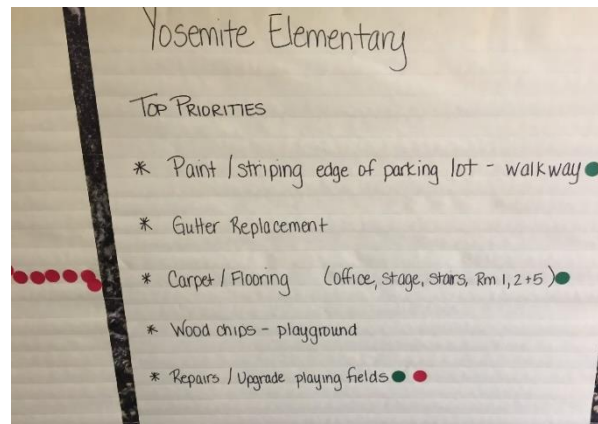 Yosemite Elementary
TOP PRIORITIES
* Paint / striping edge of parking lot - walkway
* Gutter Replacement
* Carpet / Flooring (office, stage, stairs, Rm 1, 2 + 5)
* Wood chips - playground
* Repairs / Upgrade playing fields